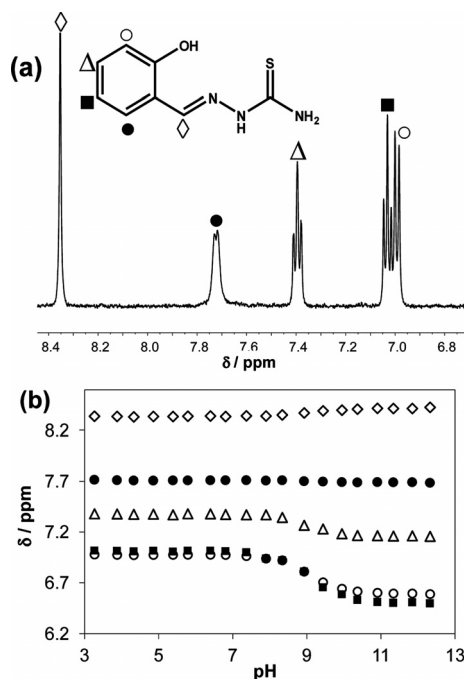 (a)
OH
S
N
N
H
NH₂
8.4 8.2 8.0 7.8 7.6 7.4 7.2 7.0 6.8
δ / ppm
(b)
8.2
7.7
7.2
6.7
6.2
δ / ppm
3 5 7 9 11 13
pH